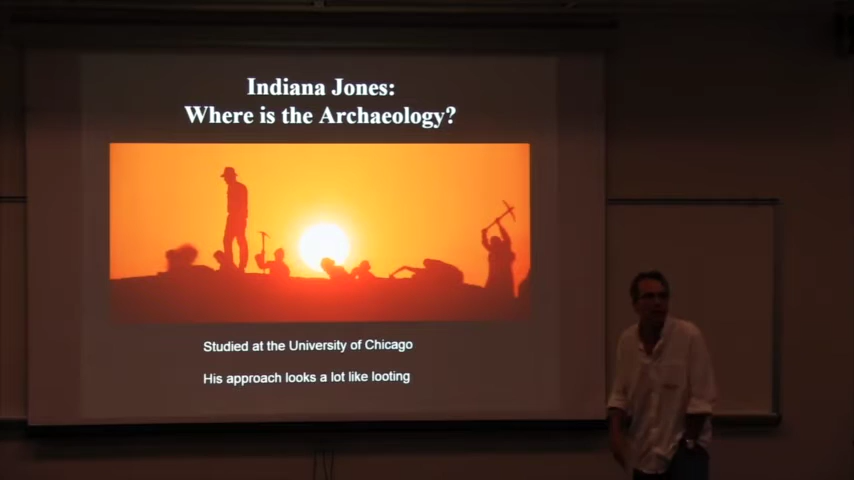 Indiana Jones:
Where is the Archaeology?
Studied at the University of Chicago
His approach looks a lot like looting